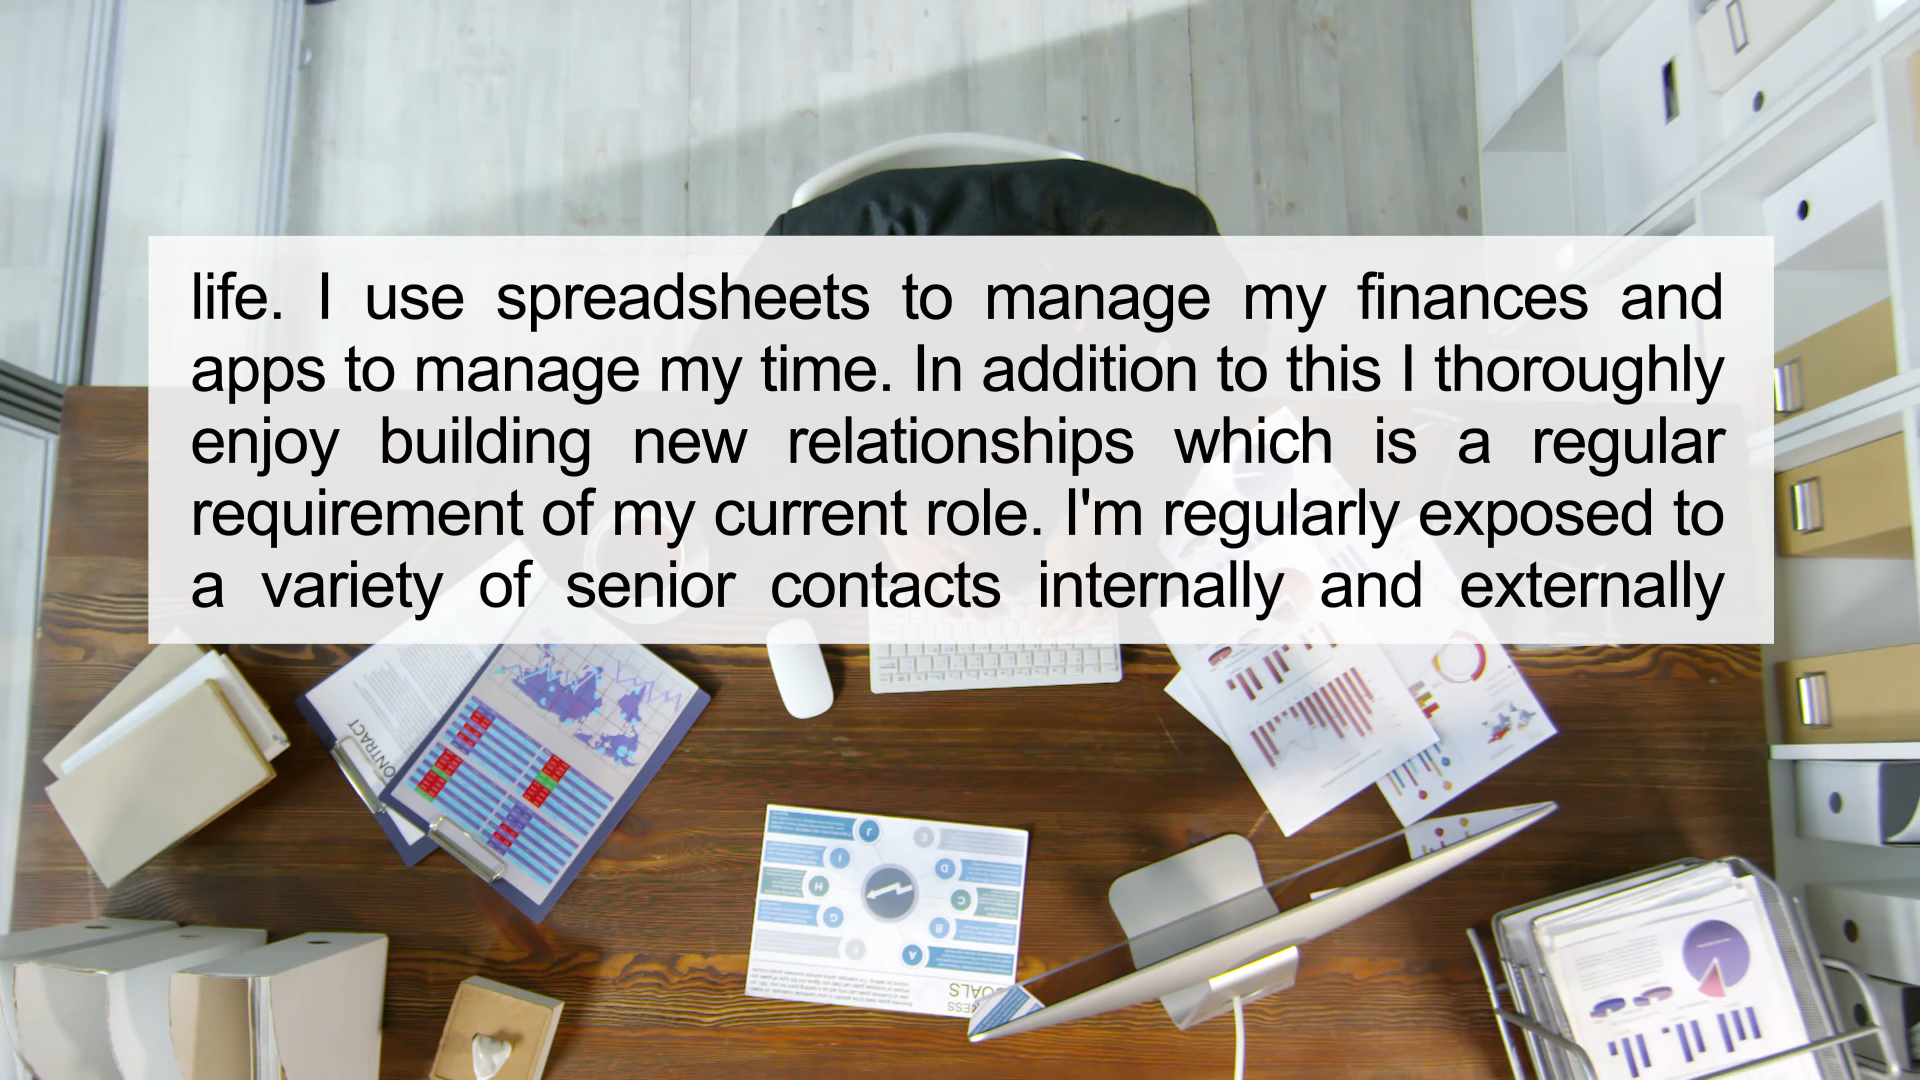 life. I use spreadsheets to manage my finances and
apps to manage my time. In addition to this I thoroughly
enjoy building new relationships which is a regular
requirement of my current role. I'm regularly exposed to
a variety of senior contacts internally and externally
ONTRACT
J
E
I
D
H
C
G
B
F
A
OALS